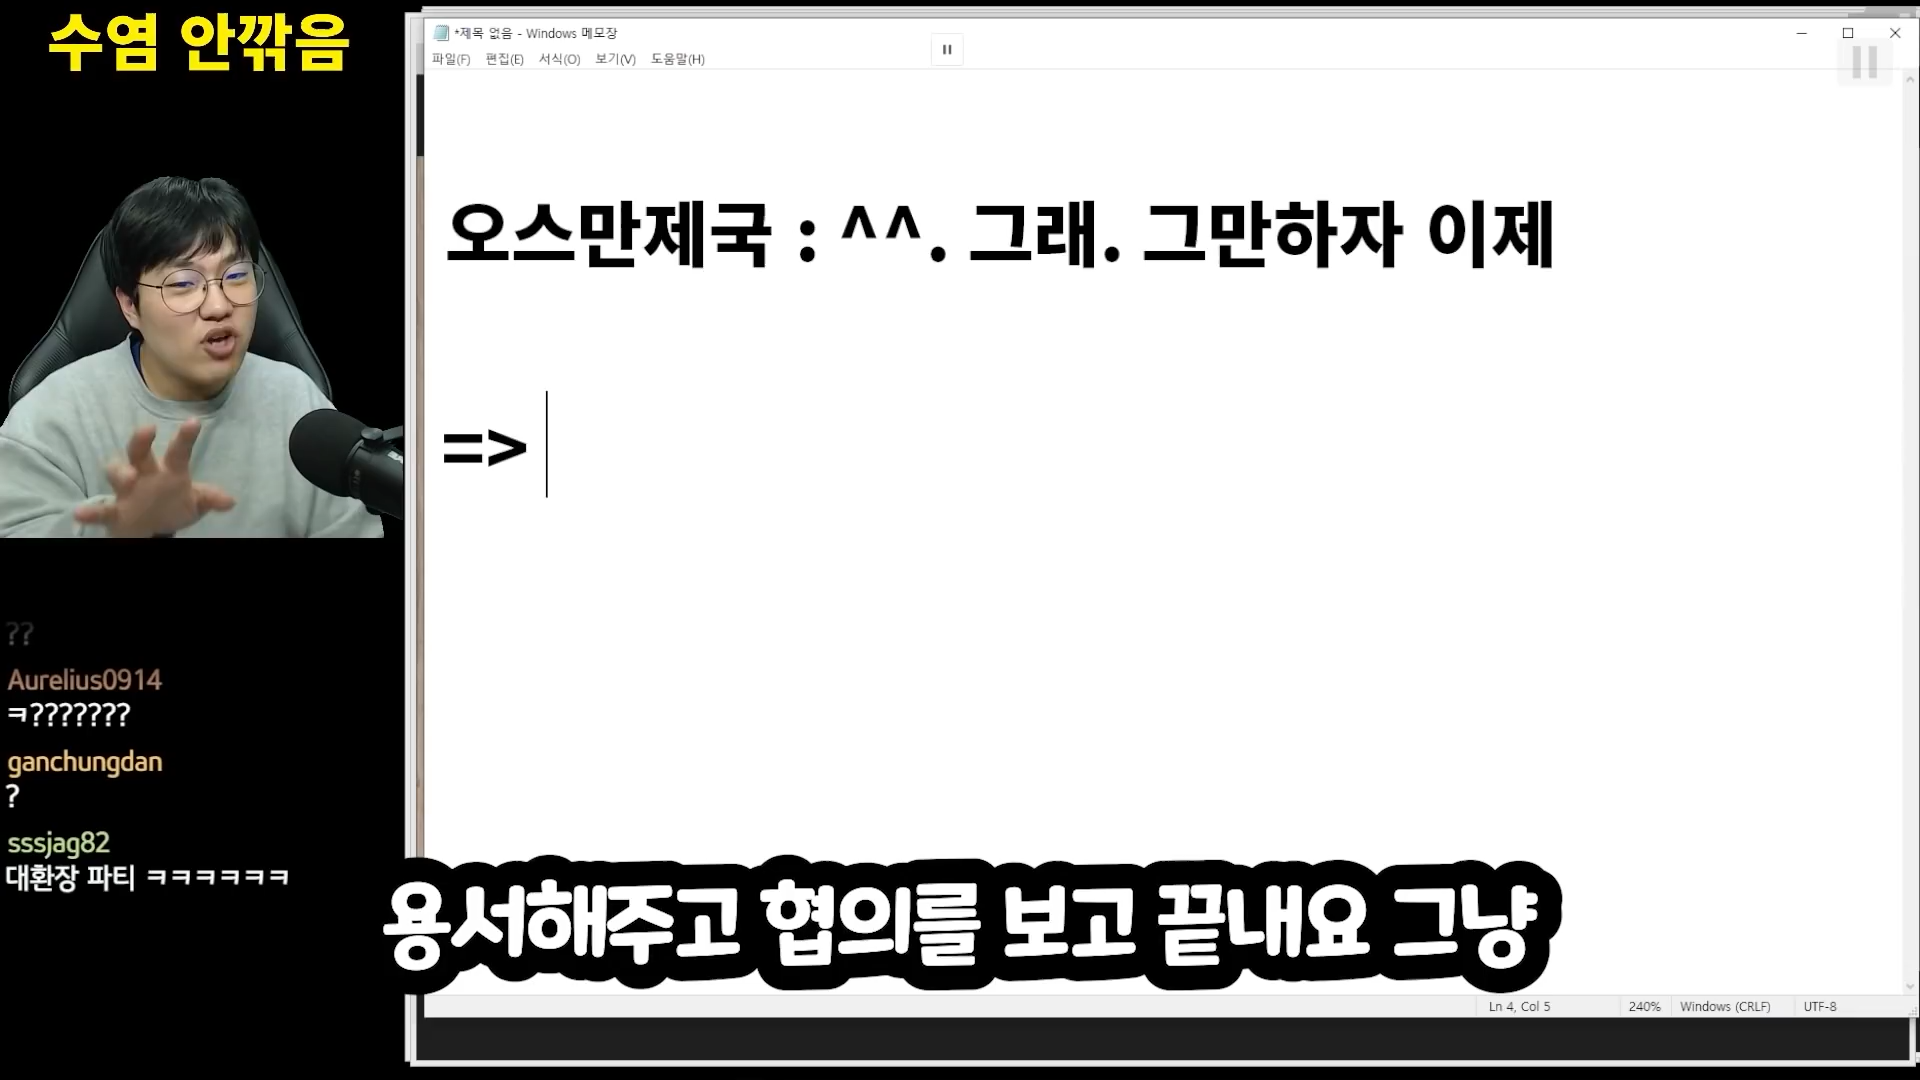 수염 안깎음
*제목 없음 - Windows 메모장
파일(F) 편집(E) 서식(O) 보기(V) 도움말(H)
오스만제국 : ^^. 그래. 그만하자 이제
=>
??
Aurelius0914
ㅋ???????
ganchungdan
?
sssjag82
대환장 파티 ㅋㅋㅋㅋㅋㅋ
용서해주고 협의를 보고 끝내요 그냥
Ln 4, Col 5 240% Windows (CRLF) UTF-8